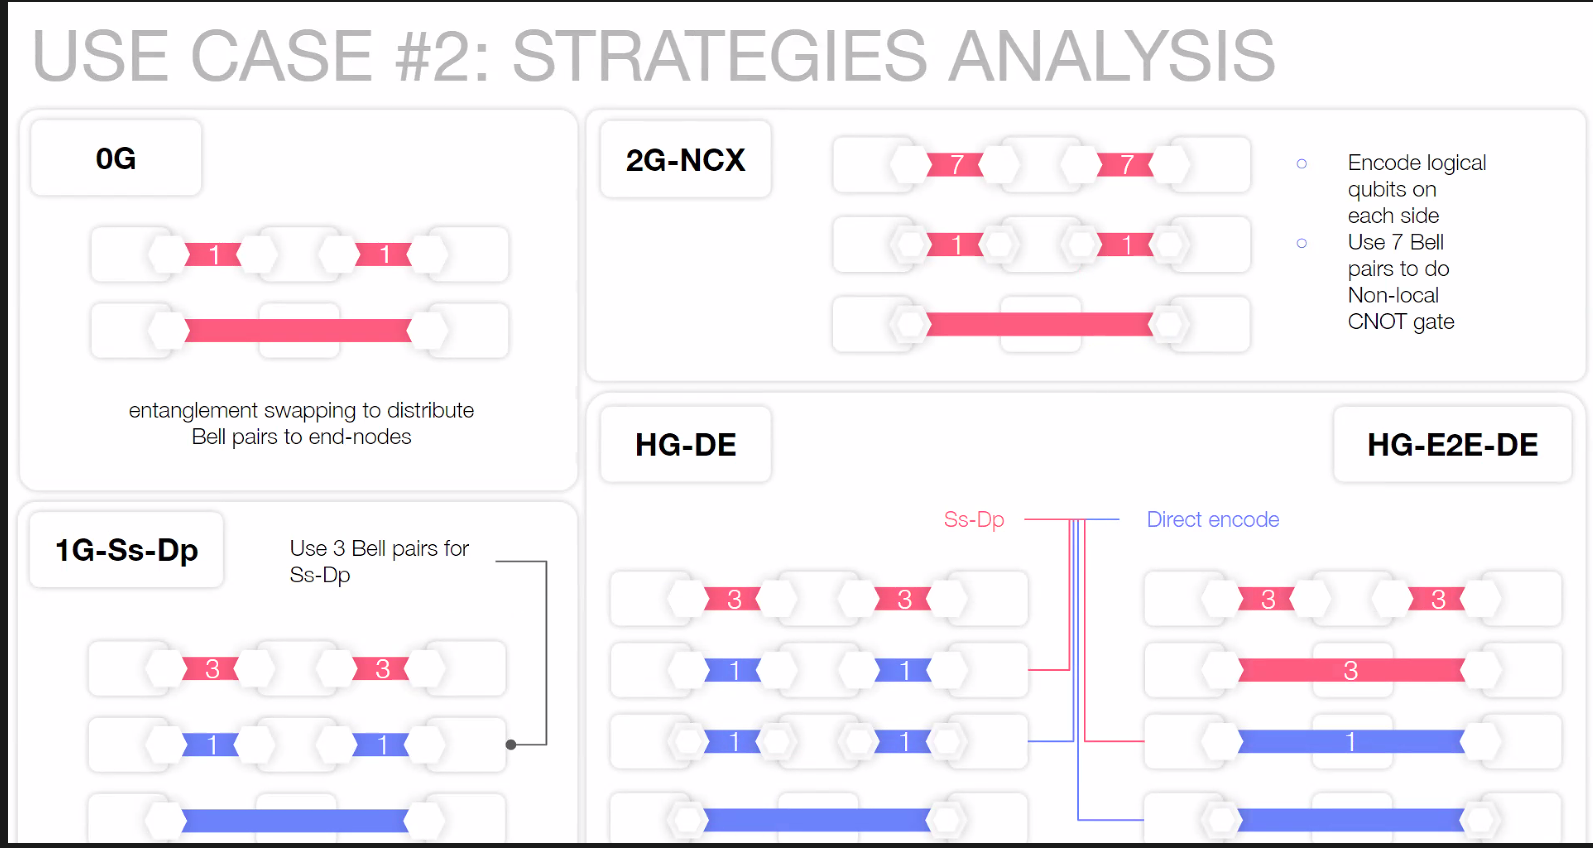 USE CASE #2: STRATEGIES ANALYSIS
0G
1 1
entanglement swapping to distribute
Bell pairs to end-nodes
1G-Ss-Dp
Use 3 Bell pairs for
Ss-Dp
3 3
1 1
2G-NCX
7 7
1 1
Encode logical
qubits on
each side
Use 7 Bell
pairs to do
Non-local
CNOT gate
HG-DE
HG-E2E-DE
Ss-Dp
Direct encode
3 3
1 1
1 1
3 3
3
1